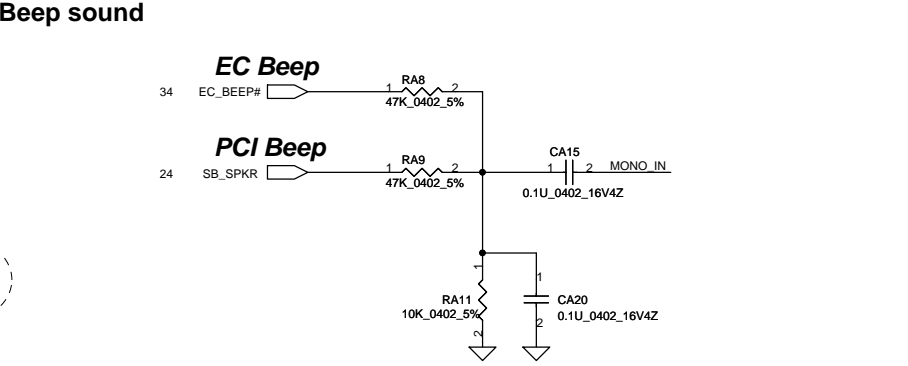 Beep sound
EC Beep
34 EC_BEEP# 1 RA8 2
47K_0402_5%
PCI Beep
24 SB_SPKR 1 RA9 2
47K_0402_5%
CA15
1 2 MONO_IN
0.1U_0402_16V4Z
1 1
RA11 CA20
10K_0402_5% 0.1U_0402_16V4Z
2 2